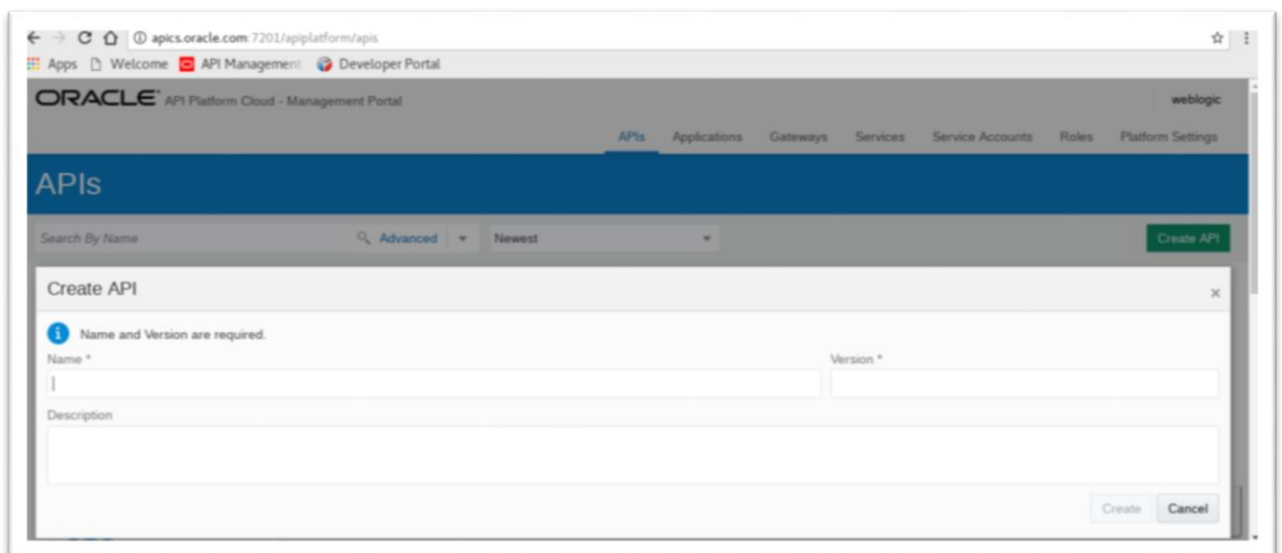 apics.oracle.com:7201/apiplatform/apis
Apps Welcome API Management Developer Portal
ORACLE® API Platform Cloud - Management Portal weblogic
APIs Applications Gateways Services Service Accounts Roles Platform Settings
APIs
Search By Name Advanced Newest Create API
Create API ×
Name and Version are required.
Name * Version *
Description
Create Cancel